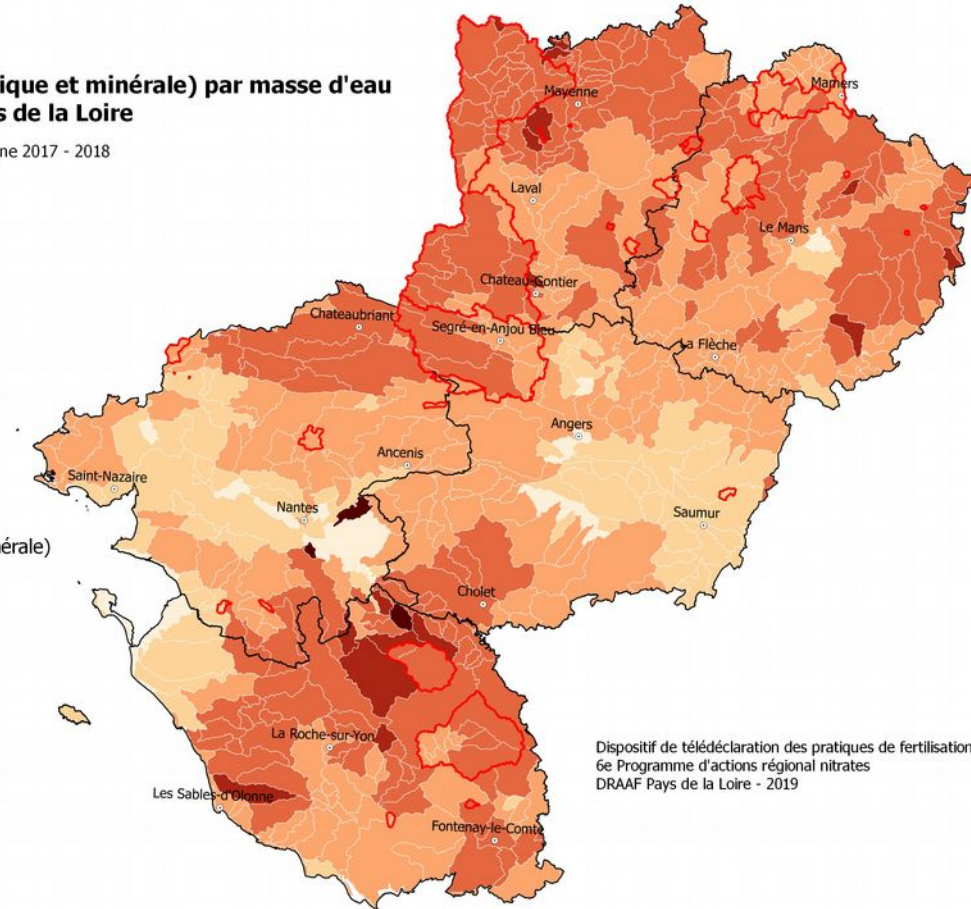 ique et minérale) par masse d'eau
s de la Loire
ne 2017 - 2018
Mamers
Mayenne
Laval
Le Mans
Chateau-Gontier
Chateaubriant
Segré-en-Anjou Bleu
La Flèche
Angers
Ancenis
Saint-Nazaire
Nantes
Saumur
érale)
Cholet
La Roche-sur-Yon
Dispositif de télédéclaration des pratiques de fertilisation
6e Programme d'actions régional nitrates
DRAAF Pays de la Loire - 2019
Les Sables-d'Olonne
Fontenay-le-Comte